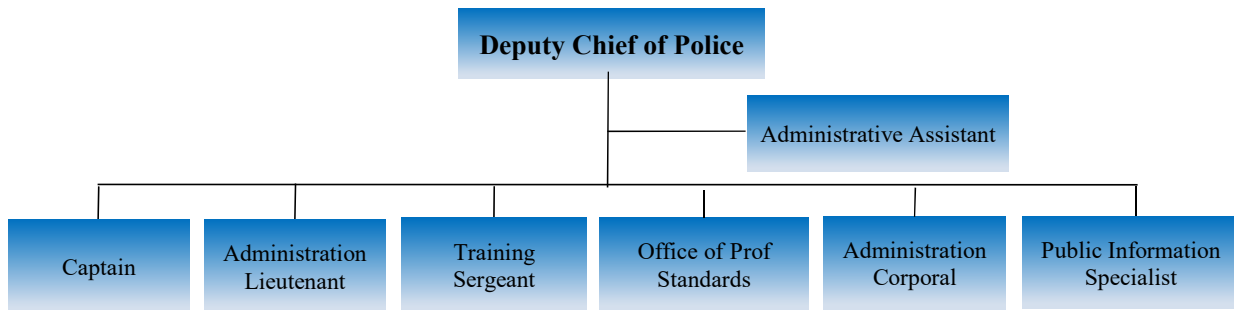 Deputy Chief of Police
Administrative Assistant
Captain
Administration
Lieutenant
Training
Sergeant
Office of Prof
Standards
Administration
Corporal
Public Information
Specialist